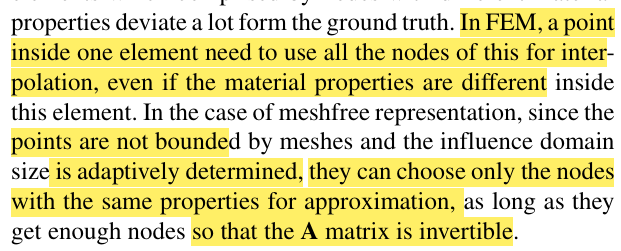 properties deviate a lot form the ground truth. In FEM, a point
inside one element need to use all the nodes of this for inter-
polation, even if the material properties are different inside
this element. In the case of meshfree representation, since the
points are not bounded by meshes and the influence domain
size is adaptively determined, they can choose only the nodes
with the same properties for approximation, as long as they
get enough nodes so that the A matrix is invertible.